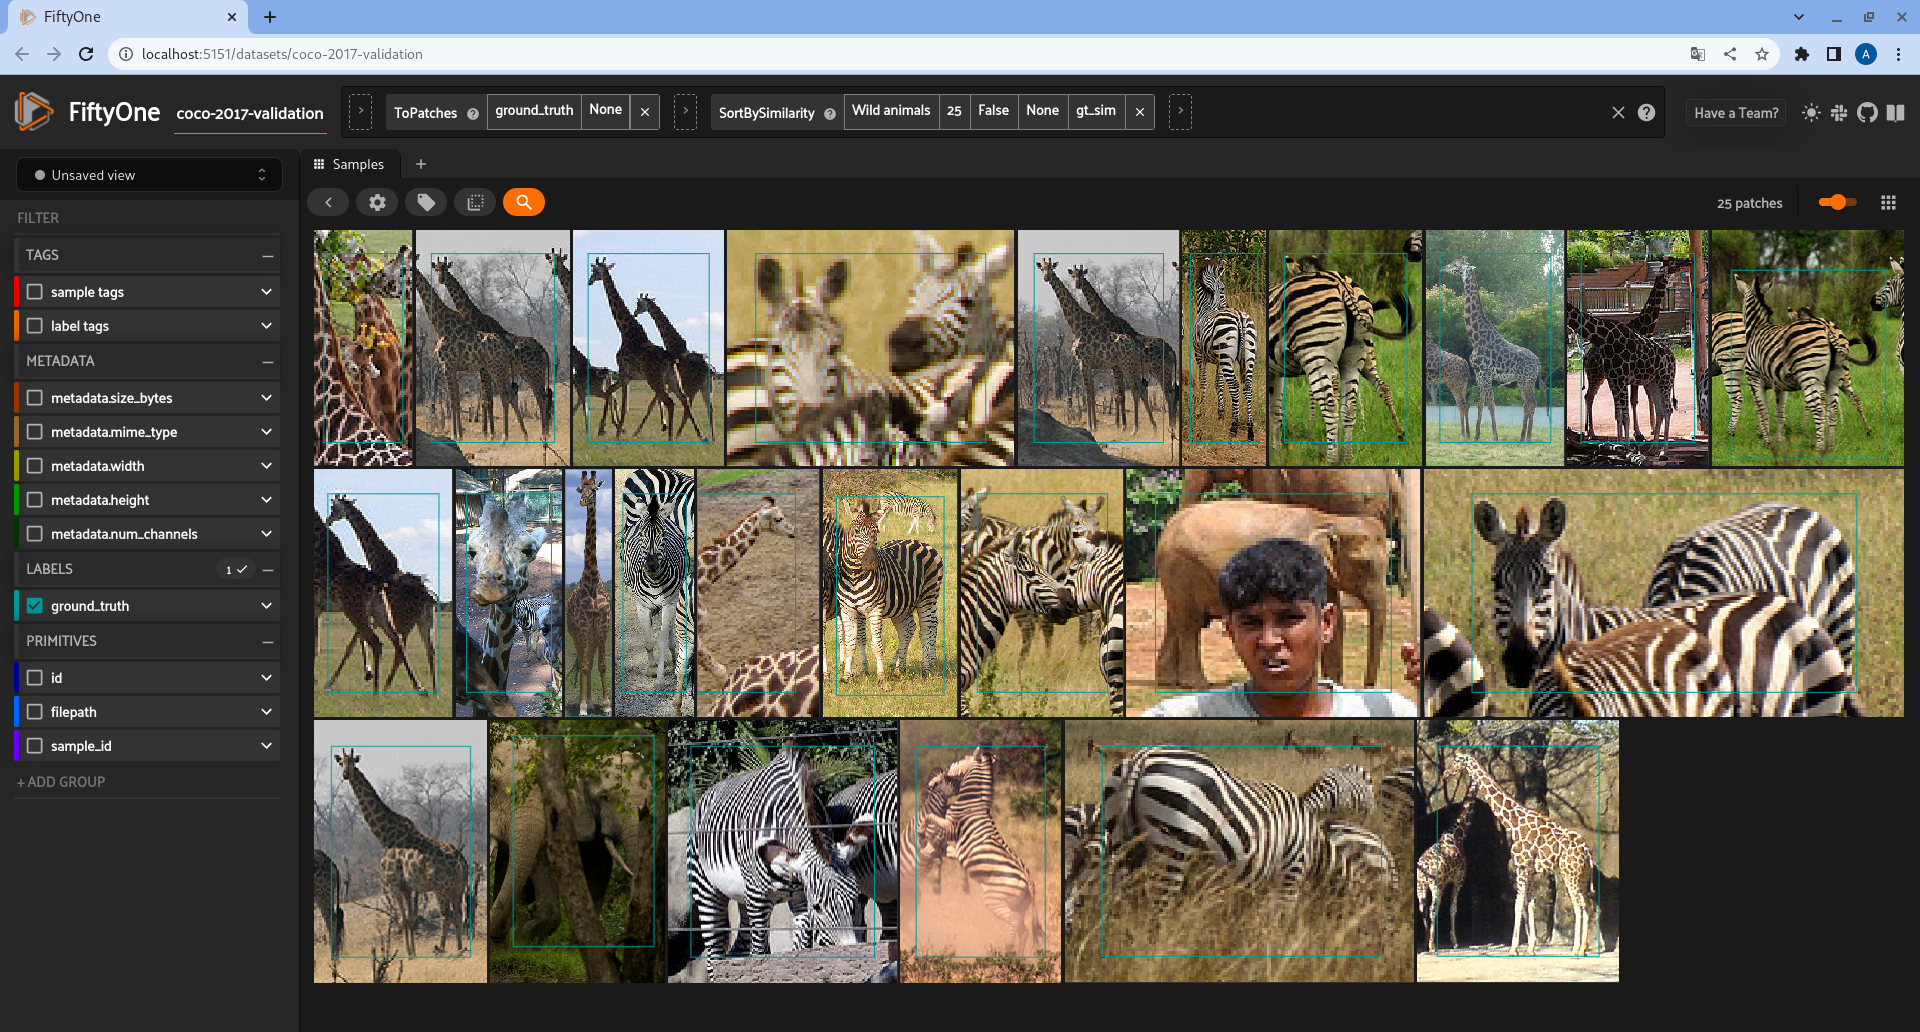 FiftyOne
localhost:5151/datasets/coco-2017-validation
A
FiftyOne
coco-2017-validation
ToPatches ground_truth None
SortBySimilarity Wild animals 25 False None gt_sim
Have a Team?
Unsaved view
Samples
25 patches
FILTER
TAGS
sample tags
label tags
METADATA
metadata.size_bytes
metadata.mime_type
metadata.width
metadata.height
metadata.num_channels
LABELS 1
ground_truth
PRIMITIVES
id
filepath
sample_id
+ ADD GROUP